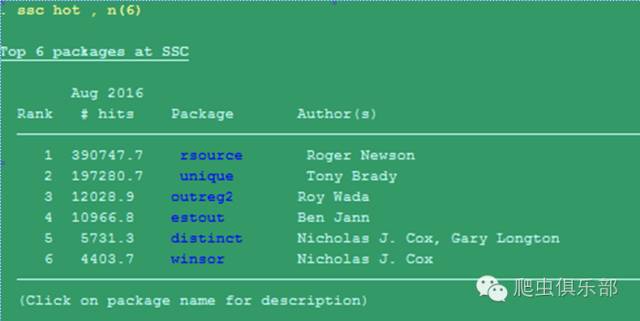 . ssc hot , n(6)
Top 6 packages at SSC
Aug 2016
Rank # hits Package Author(s)
1 390747.7 rsource Roger Newson
2 197280.7 unique Tony Brady
3 12028.9 outreg2 Roy Wada
4 10966.8 estout Ben Jann
5 5731.3 distinct Nicholas J. Cox, Gary Longton
6 4403.7 winsor Nicholas J. Cox
(Click on package name for description)
爬虫俱乐部